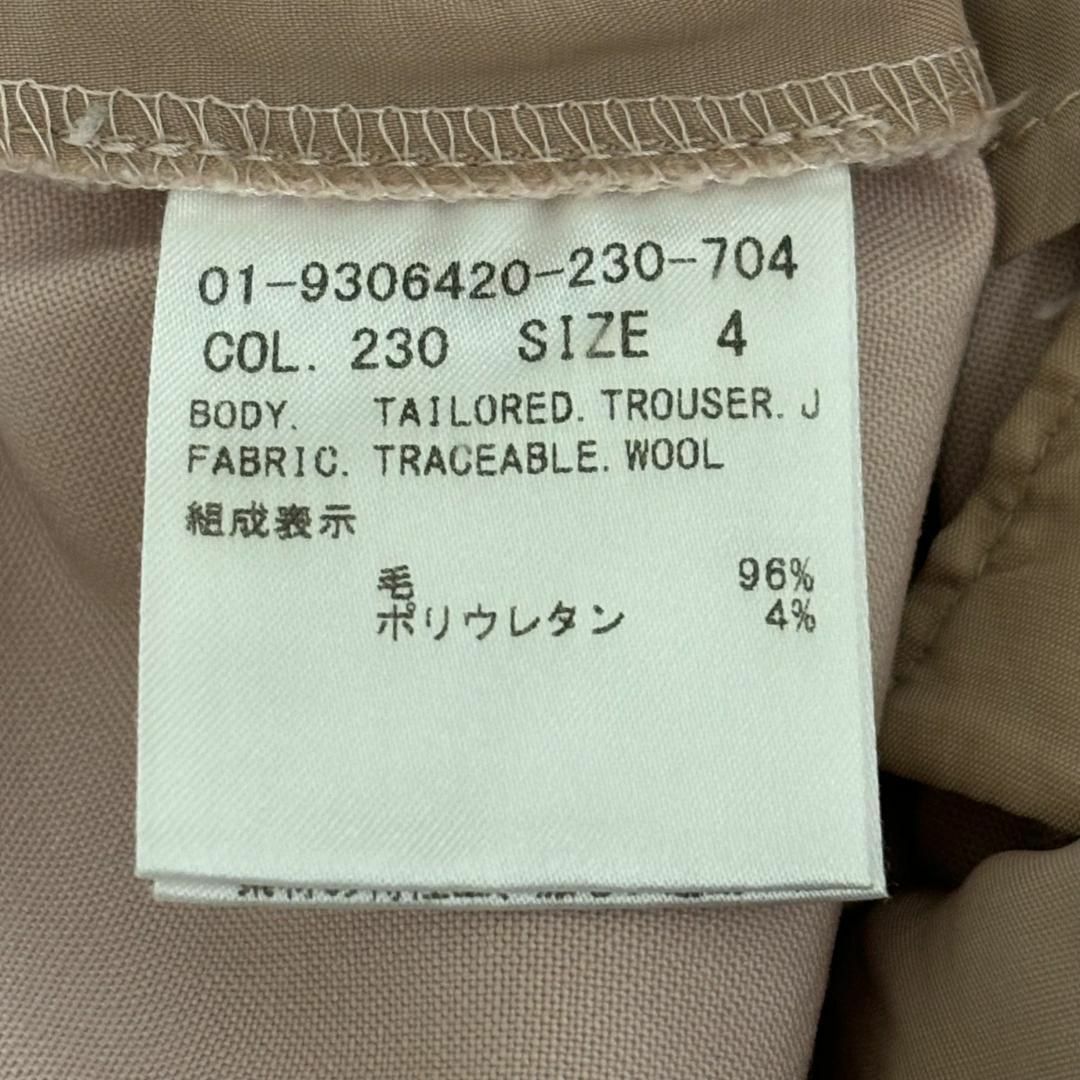 01-9306420-230-704
COL. 230 SIZE 4
BODY. TAILORED. TROUSER. J
FABRIC. TRACEABLE. WOOL
組成表示
毛 96%
ポリウレタン 4%